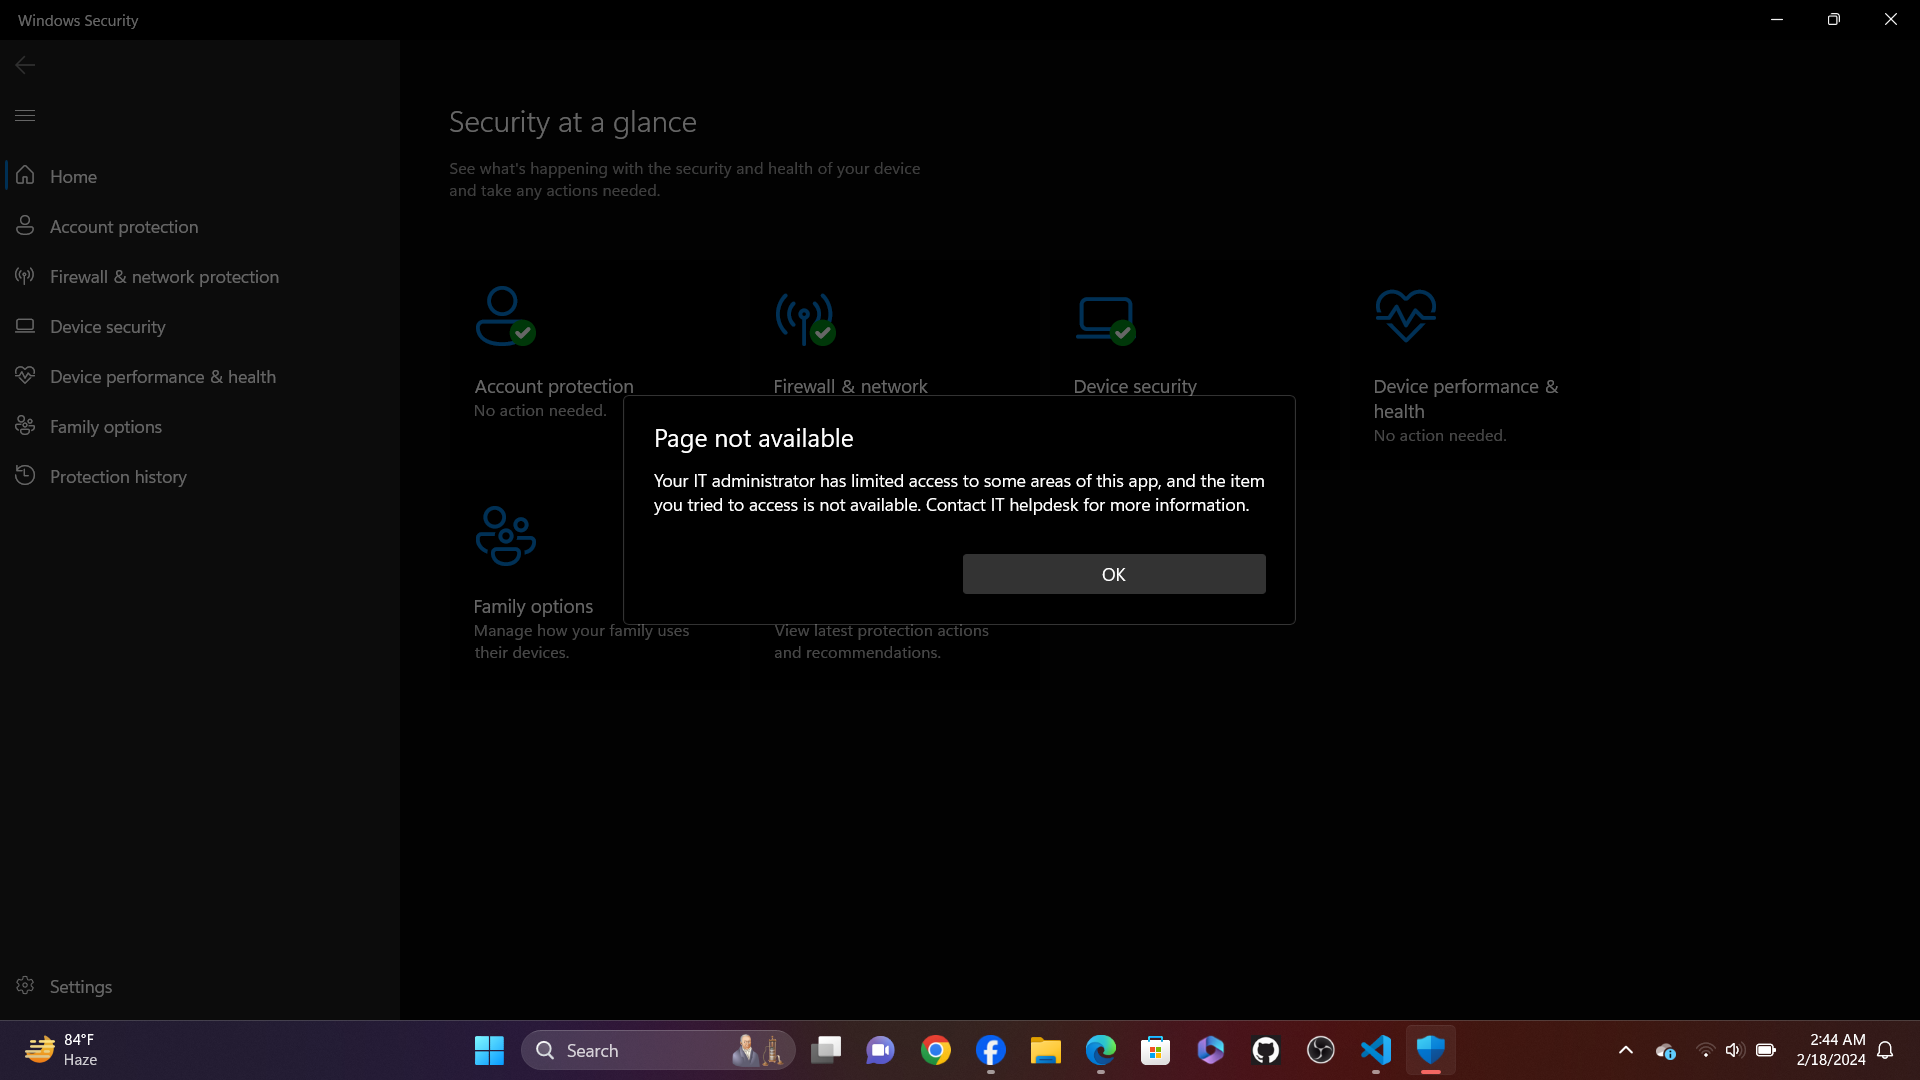 Windows Security
Home
Account protection
Firewall & network protection
Device security
Device performance & health
Family options
Protection history
Settings
Security at a glance
See what's happening with the security and health of your device
and take any actions needed.
Account protection
No action needed.
Firewall & network
Device security
Device performance &
health
No action needed.
Page not available
Your IT administrator has limited access to some areas of this app, and the item
you tried to access is not available. Contact IT helpdesk for more information.
OK
Family options
Manage how your family uses
their devices.
View latest protection actions
and recommendations.
84°F
Haze
Search
2:44 AM
2/18/2024